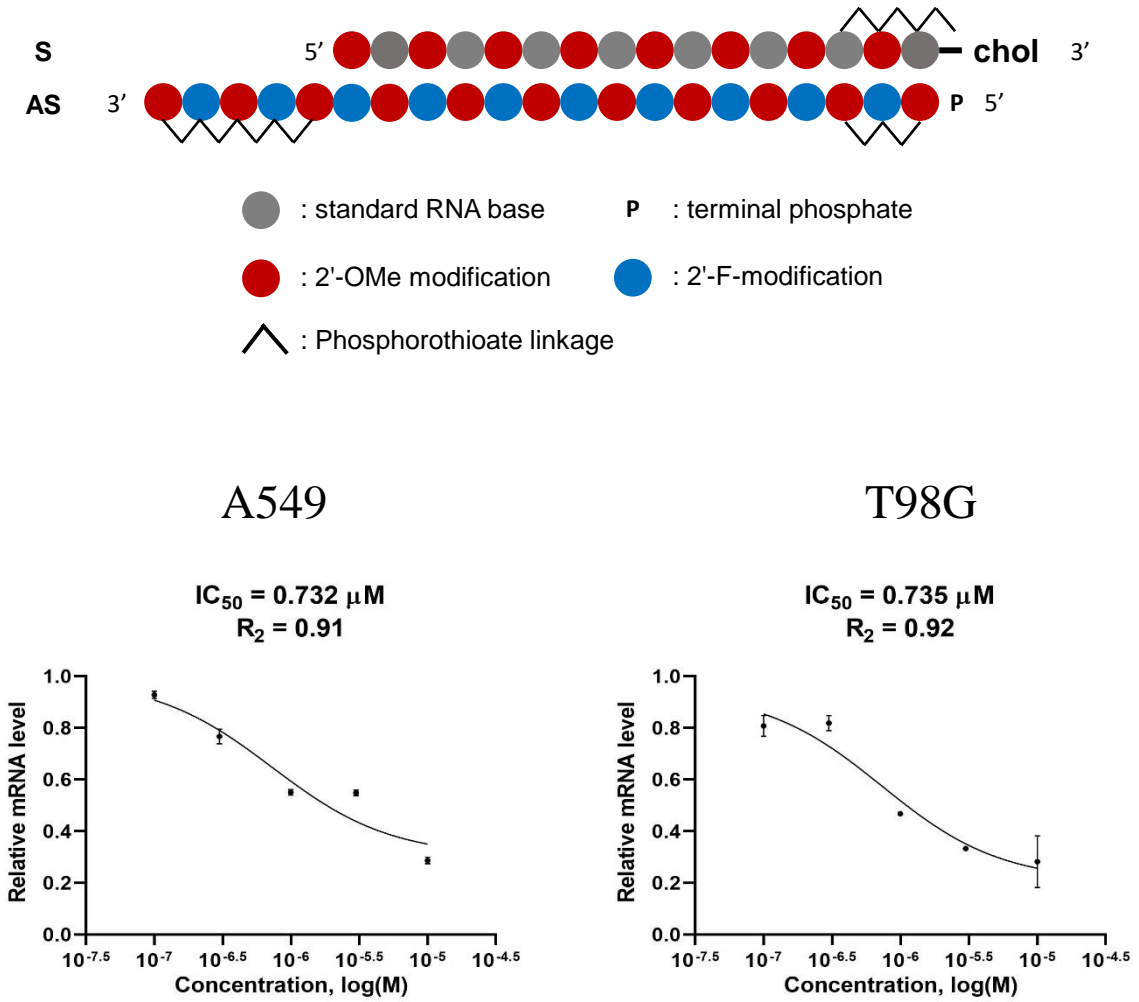 S 5’ chol 3’
AS 3’ P 5’
: standard RNA base P : terminal phosphate
: 2'-OMe modification : 2'-F-modification
: Phosphorothioate linkage
A549 T98G
IC50 = 0.732 μM
R2 = 0.91
IC50 = 0.735 μM
R2 = 0.92
Relative mRNA level
1.0
0.8
0.6
0.4
0.2
0.0
10-7.5 10-7 10-6.5 10-6 10-5.5 10-5 10-4.5
Concentration, log(M)
Relative mRNA level
1.0
0.8
0.6
0.4
0.2
0.0
10-7.5 10-7 10-6.5 10-6 10-5.5 10-5 10-4.5
Concentration, log(M)